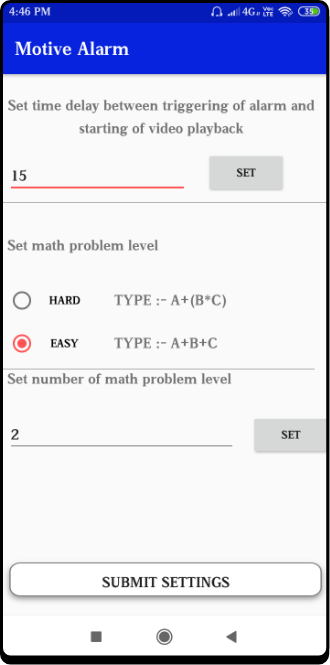 4:46 PM 4G Vo LTE 35
Motive Alarm
Set time delay between triggering of alarm and
starting of video playback
15 SET
Set math problem level
HARD TYPE :- A+(B*C)
EASY TYPE :- A+B+C
Set number of math problem level
2 SET
SUBMIT SETTINGS